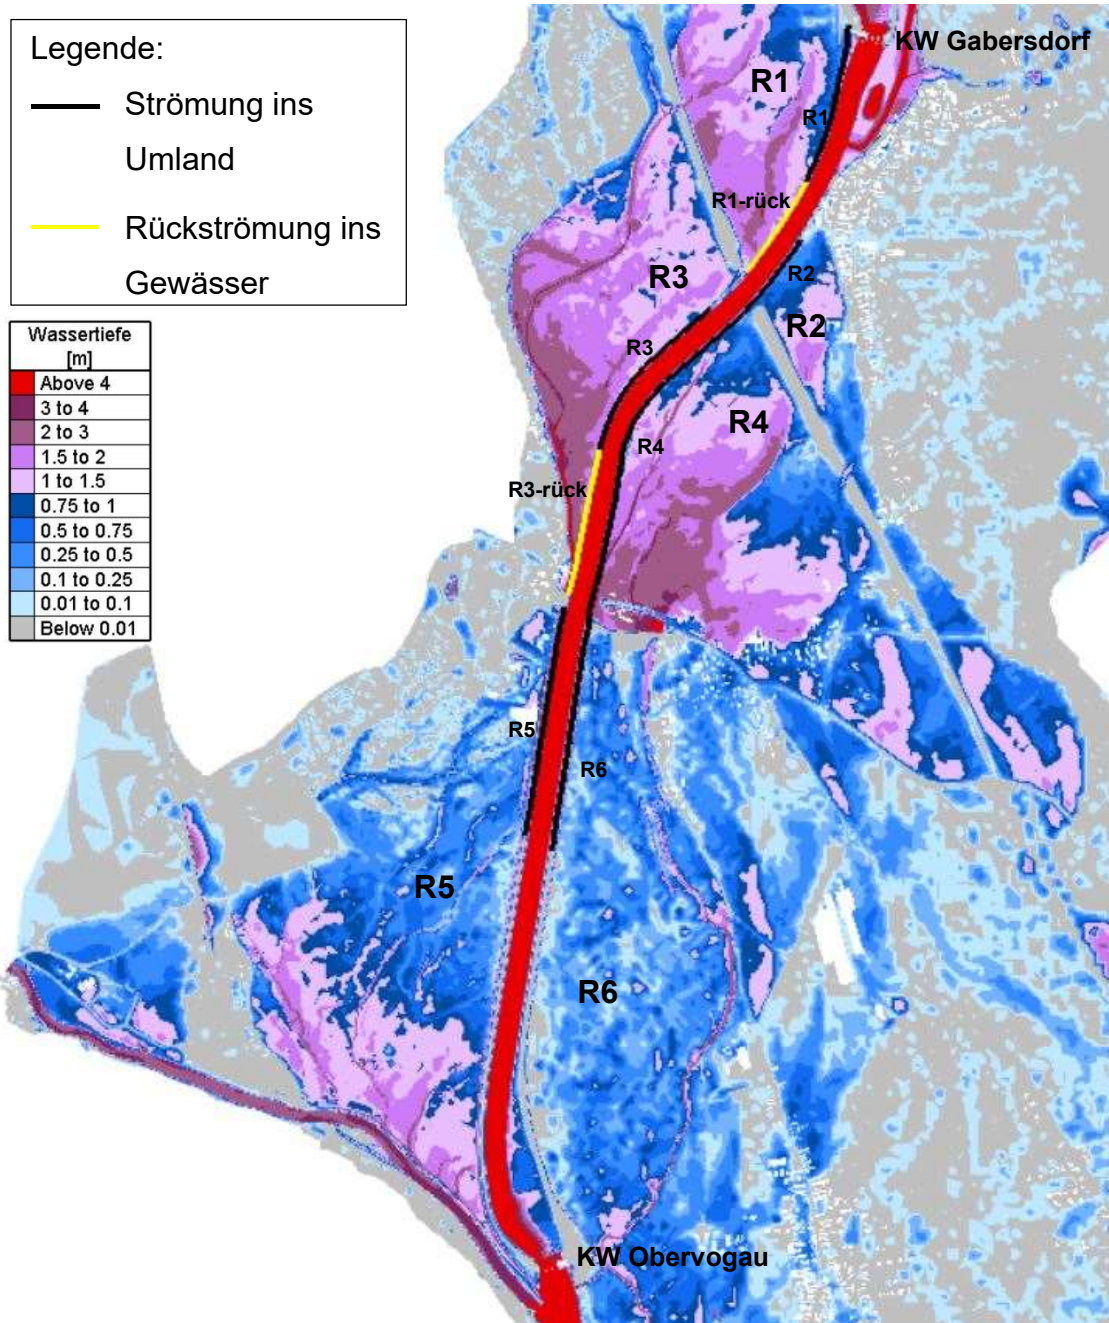 Legende:
Strömung ins
Umland
Rückströmung ins
Gewässer
Wassertiefe
[m]
Above 4
3 to 4
2 to 3
1.5 to 2
1 to 1.5
0.75 to 1
0.5 to 0.75
0.25 to 0.5
0.1 to 0.25
0.01 to 0.1
Below 0.01
KW Gabersdorf
R1
R1
R1-rück
R2
R3
R2
R3
R4
R4
R3-rück
R5
R6
R5
R6
KW Obervogau